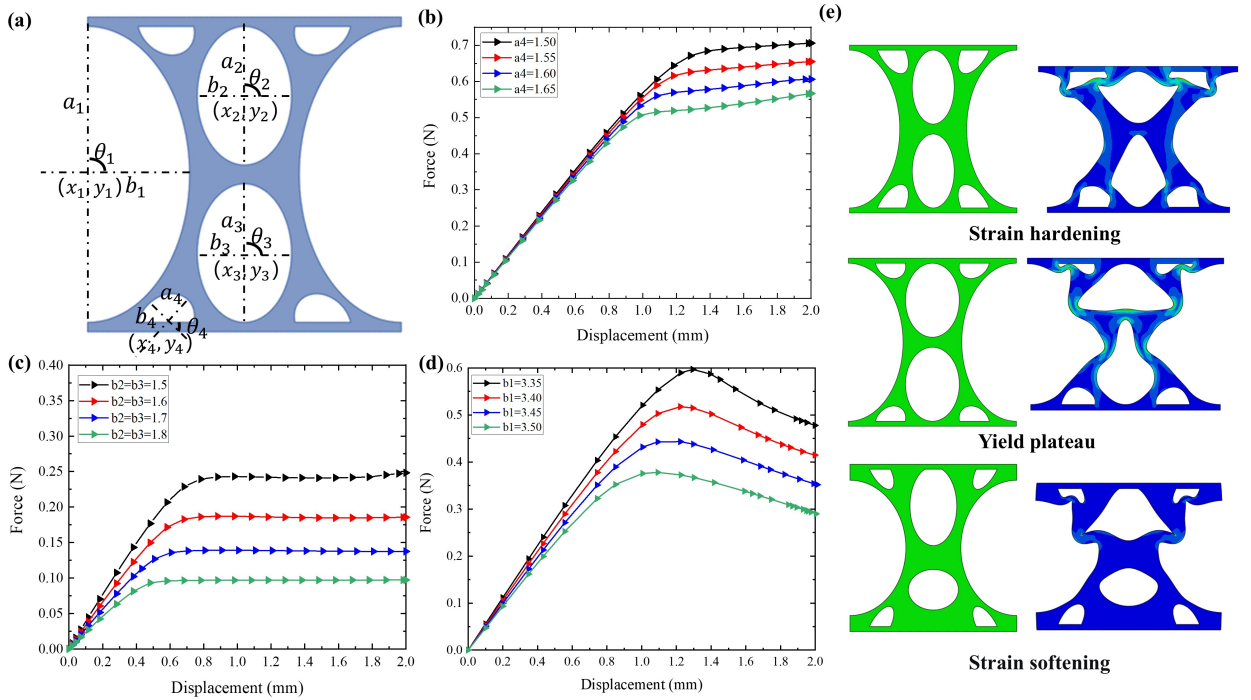 (a)
a₁
θ₁
(x₁, y₁) b₁
a₂
b₂ θ₂
(x₂, y₂)
a₃
b₃ θ₃
(x₃, y₃)
a₄
b₄ θ₄
(x₄, y₄)
(b)
a4=1.50
a4=1.55
a4=1.60
a4=1.65
Force (N)
0.7
0.6
0.5
0.4
0.3
0.2
0.1
0.0
0.0 0.2 0.4 0.6 0.8 1.0 1.2 1.4 1.6 1.8 2.0
Displacement (mm)
(c)
b2=b3=1.5
b2=b3=1.6
b2=b3=1.7
b2=b3=1.8
Force (N)
0.40
0.35
0.30
0.25
0.20
0.15
0.10
0.05
0.00
0.0 0.2 0.4 0.6 0.8 1.0 1.2 1.4 1.6 1.8 2.0
Displacement (mm)
(d)
b1=3.35
b1=3.40
b1=3.45
b1=3.50
Force (N)
0.6
0.5
0.4
0.3
0.2
0.1
0.0
0.0 0.2 0.4 0.6 0.8 1.0 1.2 1.4 1.6 1.8 2.0
Displacement (mm)
(e)
Strain hardening
Yield plateau
Strain softening